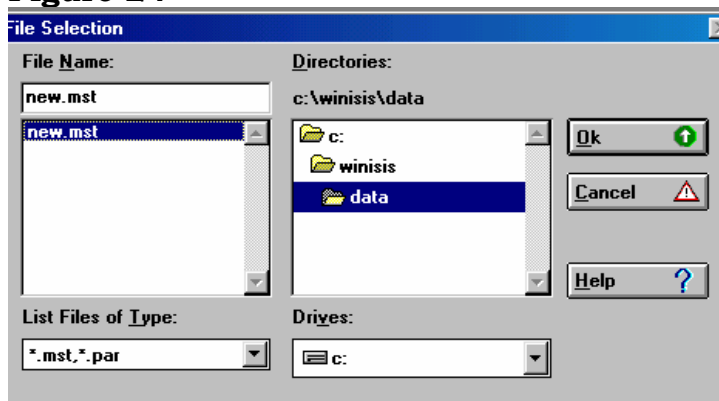 File Selection
File Name:
new.mst
new.mst
List Files of Type:
*.mst,*.par
Directories:
c:\winisis\data
c:
winisis
data
Drives:
c:
Ok
Cancel
Help